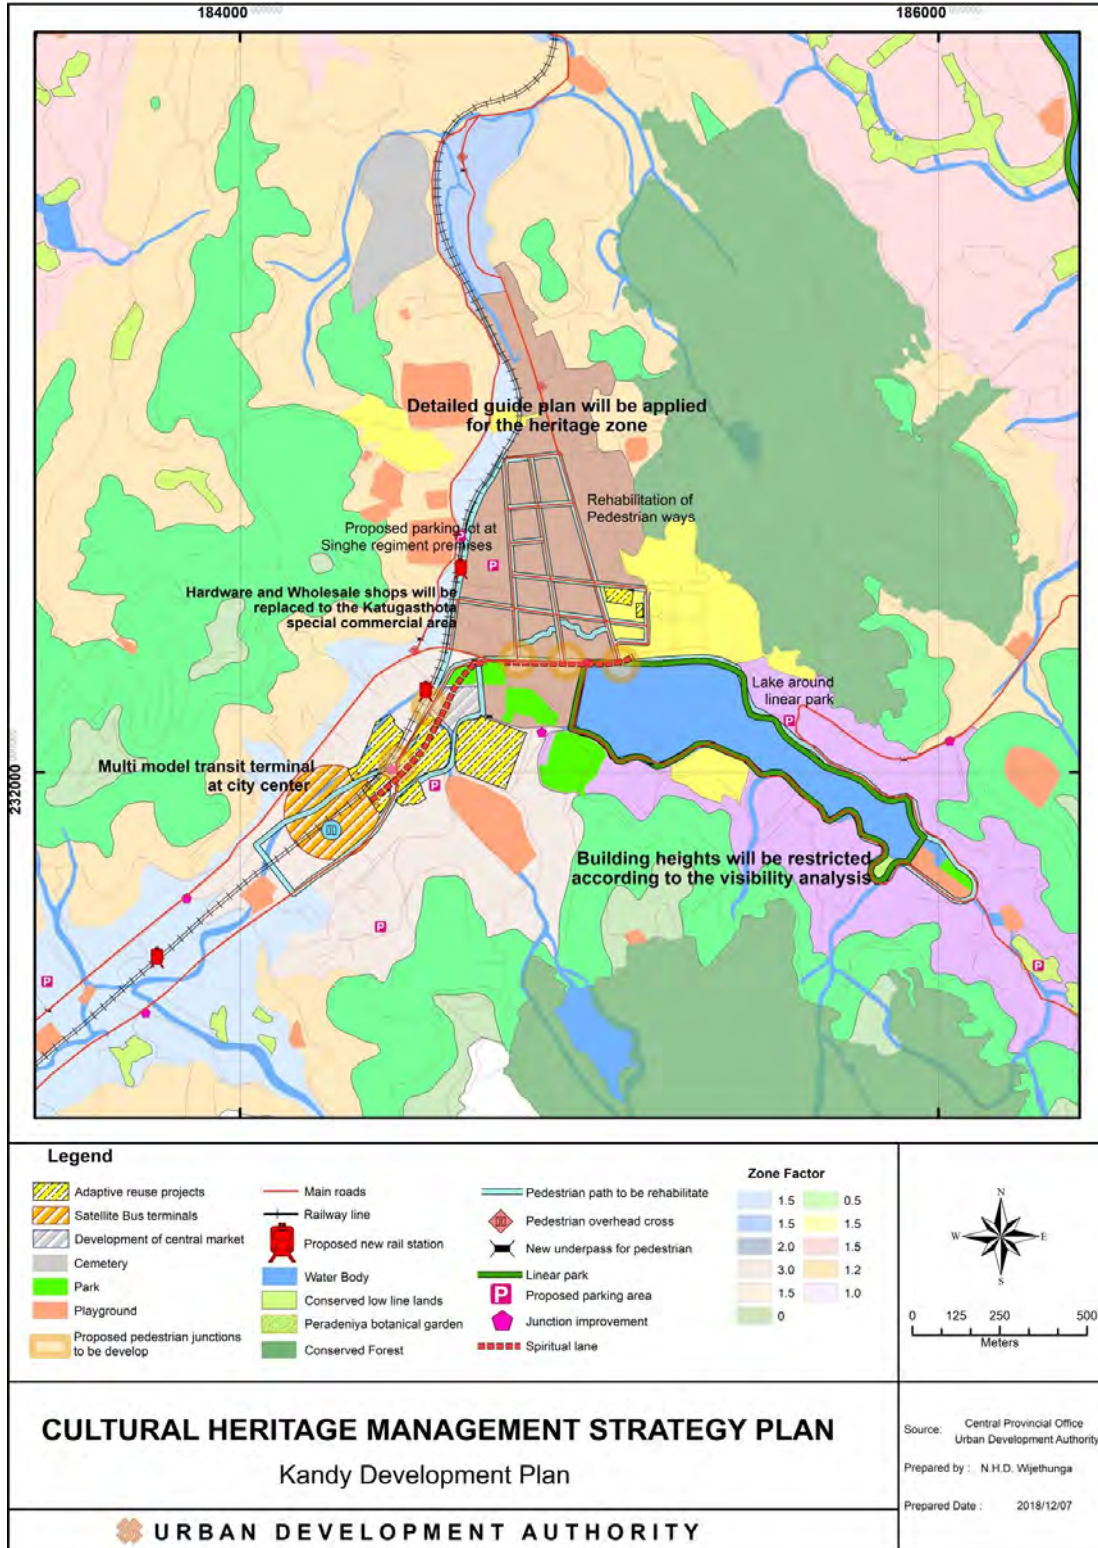 184000
186000
232000
232000
Detailed guide plan will be applied
for the heritage zone
Rehabilitation of
Pedestrian ways
Proposed parking lot at
Singhe regiment premises
P
P
Hardware and Wholesale shops will be
replaced to the Katugasthota
special commercial area
Lake around
linear park
P
Multi model transit terminal
at city center
P
Building heights will be restricted
according to the visibility analysis
P
P
P
Legend
Adaptive reuse projects
Satellite Bus terminals
Development of central market
Cemetery
Park
Playground
Proposed pedestrian junctions
to be develop
Main roads
Railway line
Proposed new rail station
Water Body
Conserved low line lands
Peradeniya botanical garden
Conserved Forest
Pedestrian path to be rehabilitate
Pedestrian overhead cross
New underpass for pedestrian
Linear park
P Proposed parking area
Junction improvement
Spiritual lane
Zone Factor
1.5 0.5
1.5 1.5
2.0 1.5
3.0 1.2
1.5 1.0
0
N
W E
S
0 125 250 500
Meters
CULTURAL HERITAGE MANAGEMENT STRATEGY PLAN
Kandy Development Plan
URBAN DEVELOPMENT AUTHORITY
Source: Central Provincial Office
Urban Development Authority
Prepared by : N.H.D. Wijethunga
Prepared Date : 2018/12/07